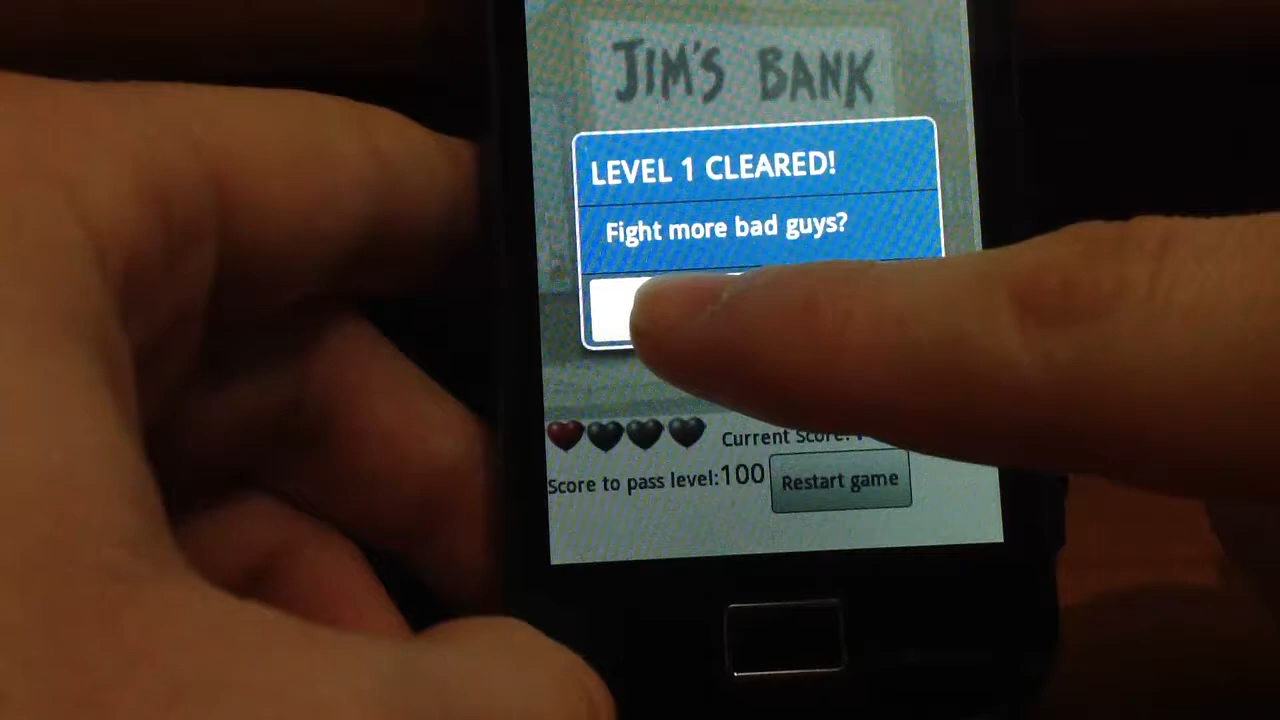 JIM'S BANK
LEVEL 1 CLEARED!
Fight more bad guys?
Current Score:
Score to pass level:100
Restart game